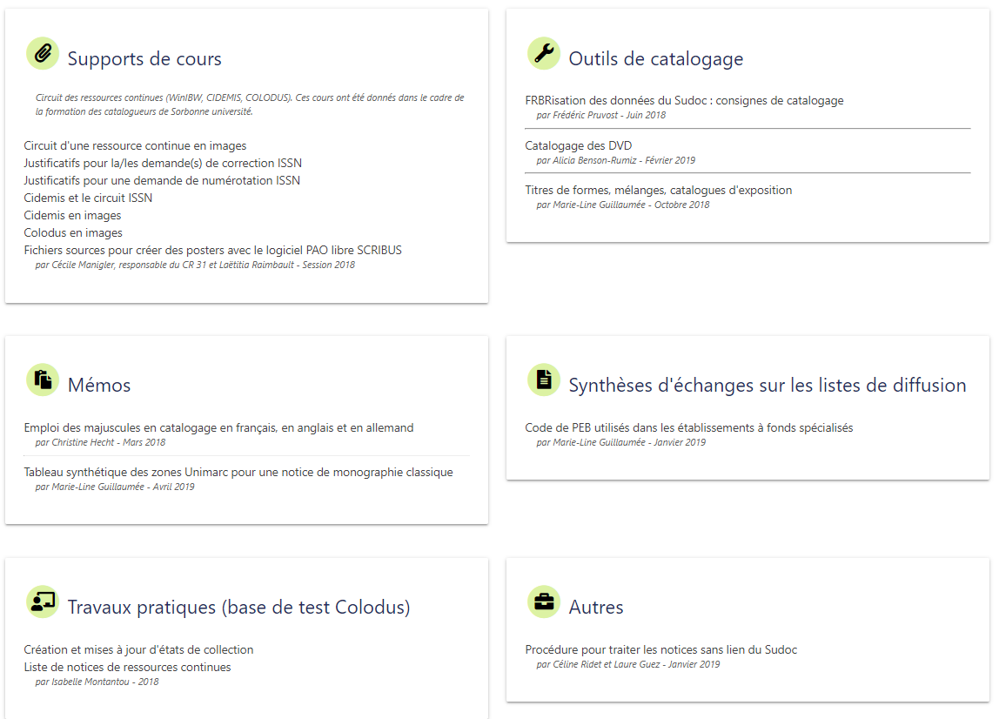 Supports de cours
Circuit des ressources continues (WinIBW, CIDEMIS, COLODUS). Ces cours ont été donnés dans le cadre de
la formation des catalogueurs de Sorbonne université.
Circuit d'une ressource continue en images
Justificatifs pour la/les demande(s) de correction ISSN
Justificatifs pour une demande de numérotation ISSN
Cidemis et le circuit ISSN
Cidemis en images
Colodus en images
Fichiers sources pour créer des posters avec le logiciel PAO libre SCRIBUS
par Cécile Manigler, responsable du CR 31 et Laëtitia Raimbault - Session 2018
Outils de catalogage
FRBRisation des données du Sudoc : consignes de catalogage
par Frédéric Pruvost - Juin 2018
Catalogage des DVD
par Alicia Benson-Rumiz - Février 2019
Titres de formes, mélanges, catalogues d'exposition
par Marie-Line Guillaumée - Octobre 2018
Mémos
Emploi des majuscules en catalogage en français, en anglais et en allemand
par Christine Hecht - Mars 2018
Tableau synthétique des zones Unimarc pour une notice de monographie classique
par Marie-Line Guillaumée - Avril 2019
Synthèses d'échanges sur les listes de diffusion
Code de PEB utilisés dans les établissements à fonds spécialisés
par Marie-Line Guillaumée - Janvier 2019
Travaux pratiques (base de test Colodus)
Création et mises à jour d'états de collection
Liste de notices de ressources continues
par Isabelle Montantou - 2018
Autres
Procédure pour traiter les notices sans lien du Sudoc
par Céline Ridet et Laure Guez - Janvier 2019